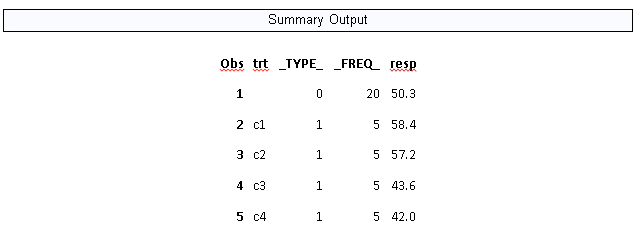 Summary Output
Obs trt _TYPE_ _FREQ_ resp
1 0 20 50.3
2 c1 1 5 58.4
3 c2 1 5 57.2
4 c3 1 5 43.6
5 c4 1 5 42.0